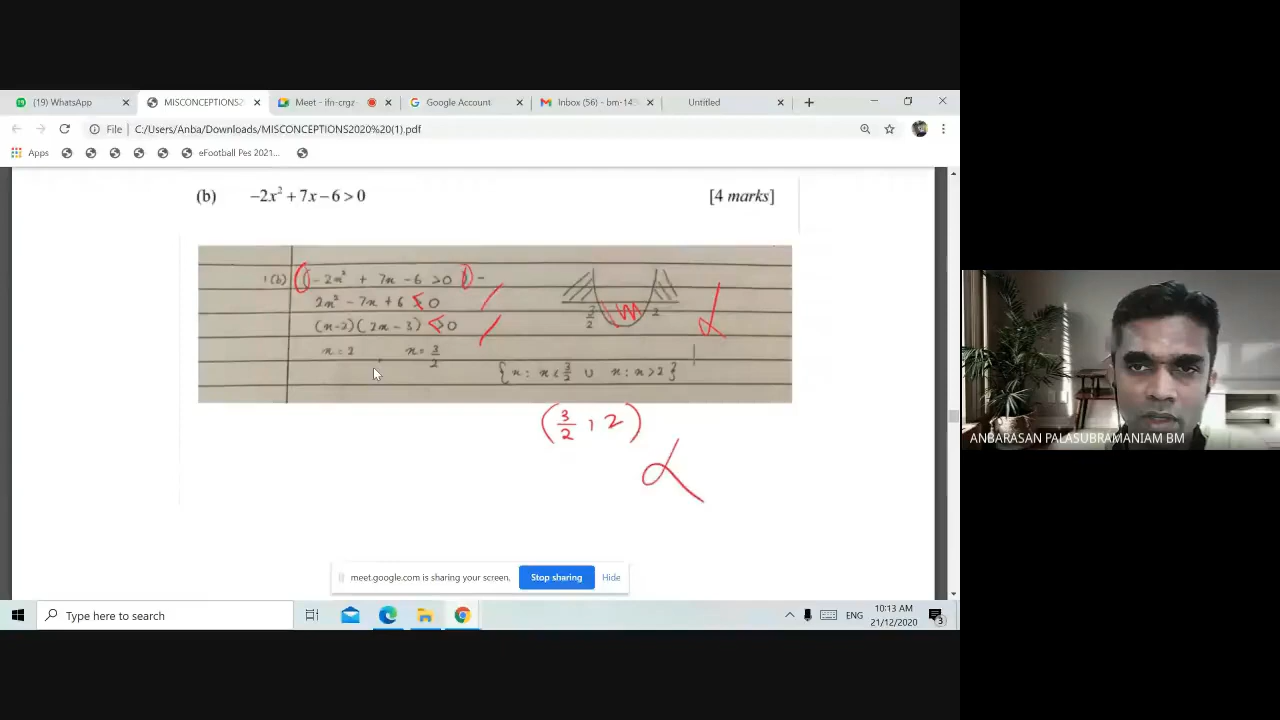 (19) WhatsApp
MISCONCEPTIONS2
Meet - ifn-crgz-
Google Account
Inbox (56) - bm-14
Untitled
File C:/Users/Anba/Downloads/MISCONCEPTIONS2020%20(1).pdf
Apps
eFootball Pes 2021...
(b) −2x² + 7x − 6 > 0 [4 marks]
1(b) (-2x² + 7x - 6 > 0) -
2x² - 7x + 6 < 0
(x-2)(2x - 3) < 0
x = 2 , x = 3/2
3/2 2
{x : x < 3/2 ∪ x : x > 2}
(3/2 , 2)
ANBARASAN PALASUBRAMANIAM BM
meet.google.com is sharing your screen.
Stop sharing
Hide
Type here to search
ENG
10:13 AM
21/12/2020
3